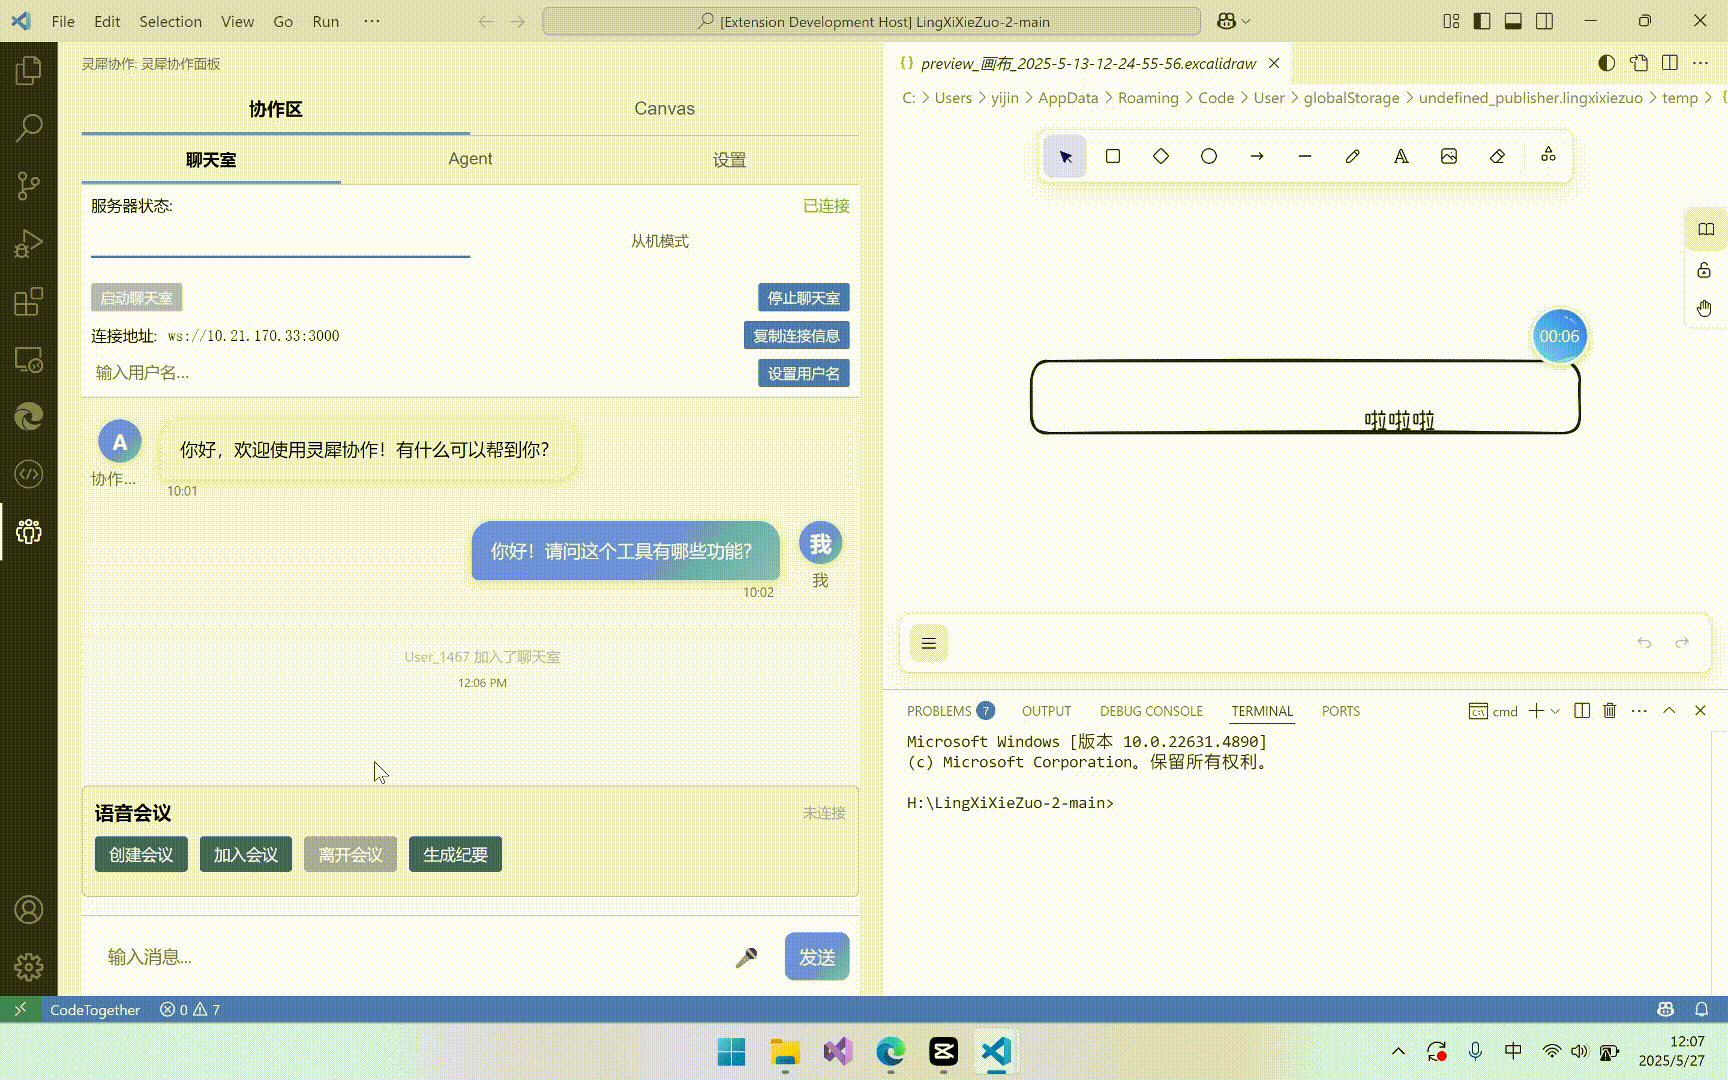 File Edit Selection View Go Run ···
[Extension Development Host] LingXiXieZuo-2-main
灵犀协作: 灵犀协作面板
协作区
Canvas
聊天室
Agent
设置
服务器状态:
已连接
从机模式
启动聊天室
停止聊天室
连接地址: ws://10.21.170.33:3000
复制连接信息
输入用户名...
设置用户名
A
你好，欢迎使用灵犀协作！有什么可以帮到你?
协作...
10:01
你好！请问这个工具有哪些功能?
我
我
10:02
User_1467 加入了聊天室
12:06 PM
语音会议
未连接
创建会议
加入会议
离开会议
生成纪要
输入消息...
发送
preview_画布_2025-5-13-12-24-55-56.excalidraw
C: > Users > yijin > AppData > Roaming > Code > User > globalStorage > undefined_publisher.lingxixiezuo > temp >
00:06
啦啦啦
PROBLEMS 7 OUTPUT DEBUG CONSOLE TERMINAL PORTS
cmd
Microsoft Windows [版本 10.0.22631.4890]
(c) Microsoft Corporation。保留所有权利。
H:\LingXiXieZuo-2-main>
CodeTogether 0 7
中
12:07
2025/5/27